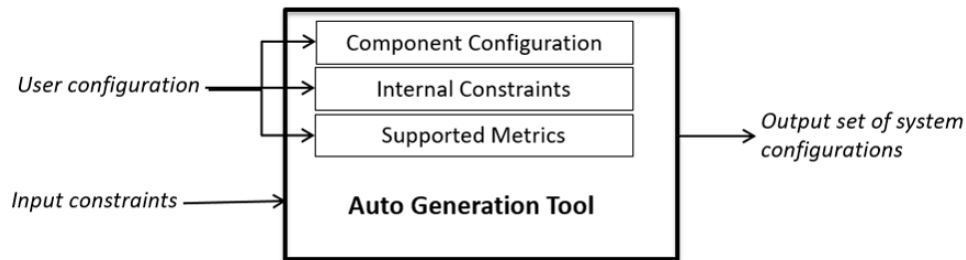 Component Configuration
User configuration
Internal Constraints
Supported Metrics
Output set of system
configurations
Input constraints
Auto Generation Tool